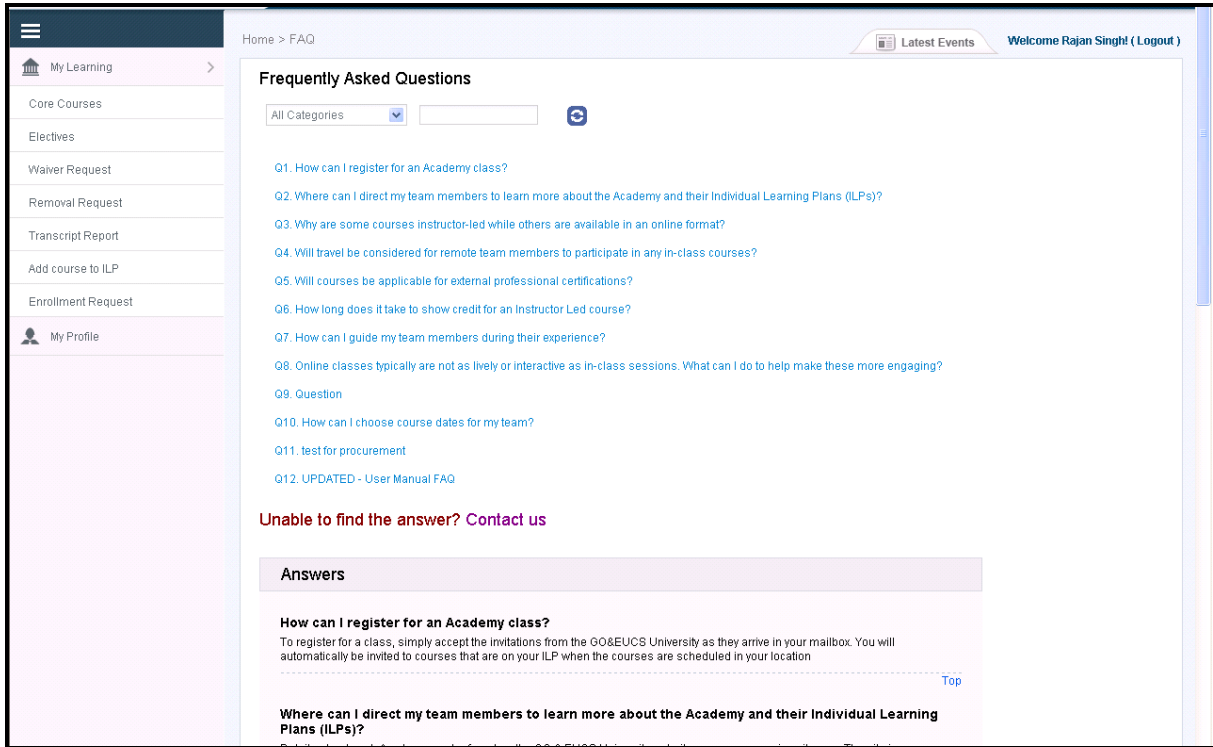 Home > FAQ
Latest Events
Welcome Rajan Singh! ( Logout )
My Learning
Core Courses
Electives
Waiver Request
Removal Request
Transcript Report
Add course to ILP
Enrollment Request
My Profile
Frequently Asked Questions
All Categories
Q1. How can I register for an Academy class?
Q2. Where can I direct my team members to learn more about the Academy and their Individual Learning Plans (ILPs)?
Q3. Why are some courses instructor-led while others are available in an online format?
Q4. Will travel be considered for remote team members to participate in any in-class courses?
Q5. Will courses be applicable for external professional certifications?
Q6. How long does it take to show credit for an Instructor Led course?
Q7. How can I guide my team members during their experience?
Q8. Online classes typically are not as lively or interactive as in-class sessions. What can I do to help make these more engaging?
Q9. Question
Q10. How can I choose course dates for my team?
Q11. test for procurement
Q12. UPDATED - User Manual FAQ
Unable to find the answer? Contact us
Answers
How can I register for an Academy class?
To register for a class, simply accept the invitations from the GO&EUCS University as they arrive in your mailbox. You will
automatically be invited to courses that are on your ILP when the courses are scheduled in your location
Top
Where can I direct my team members to learn more about the Academy and their Individual Learning
Plans (ILPs)?